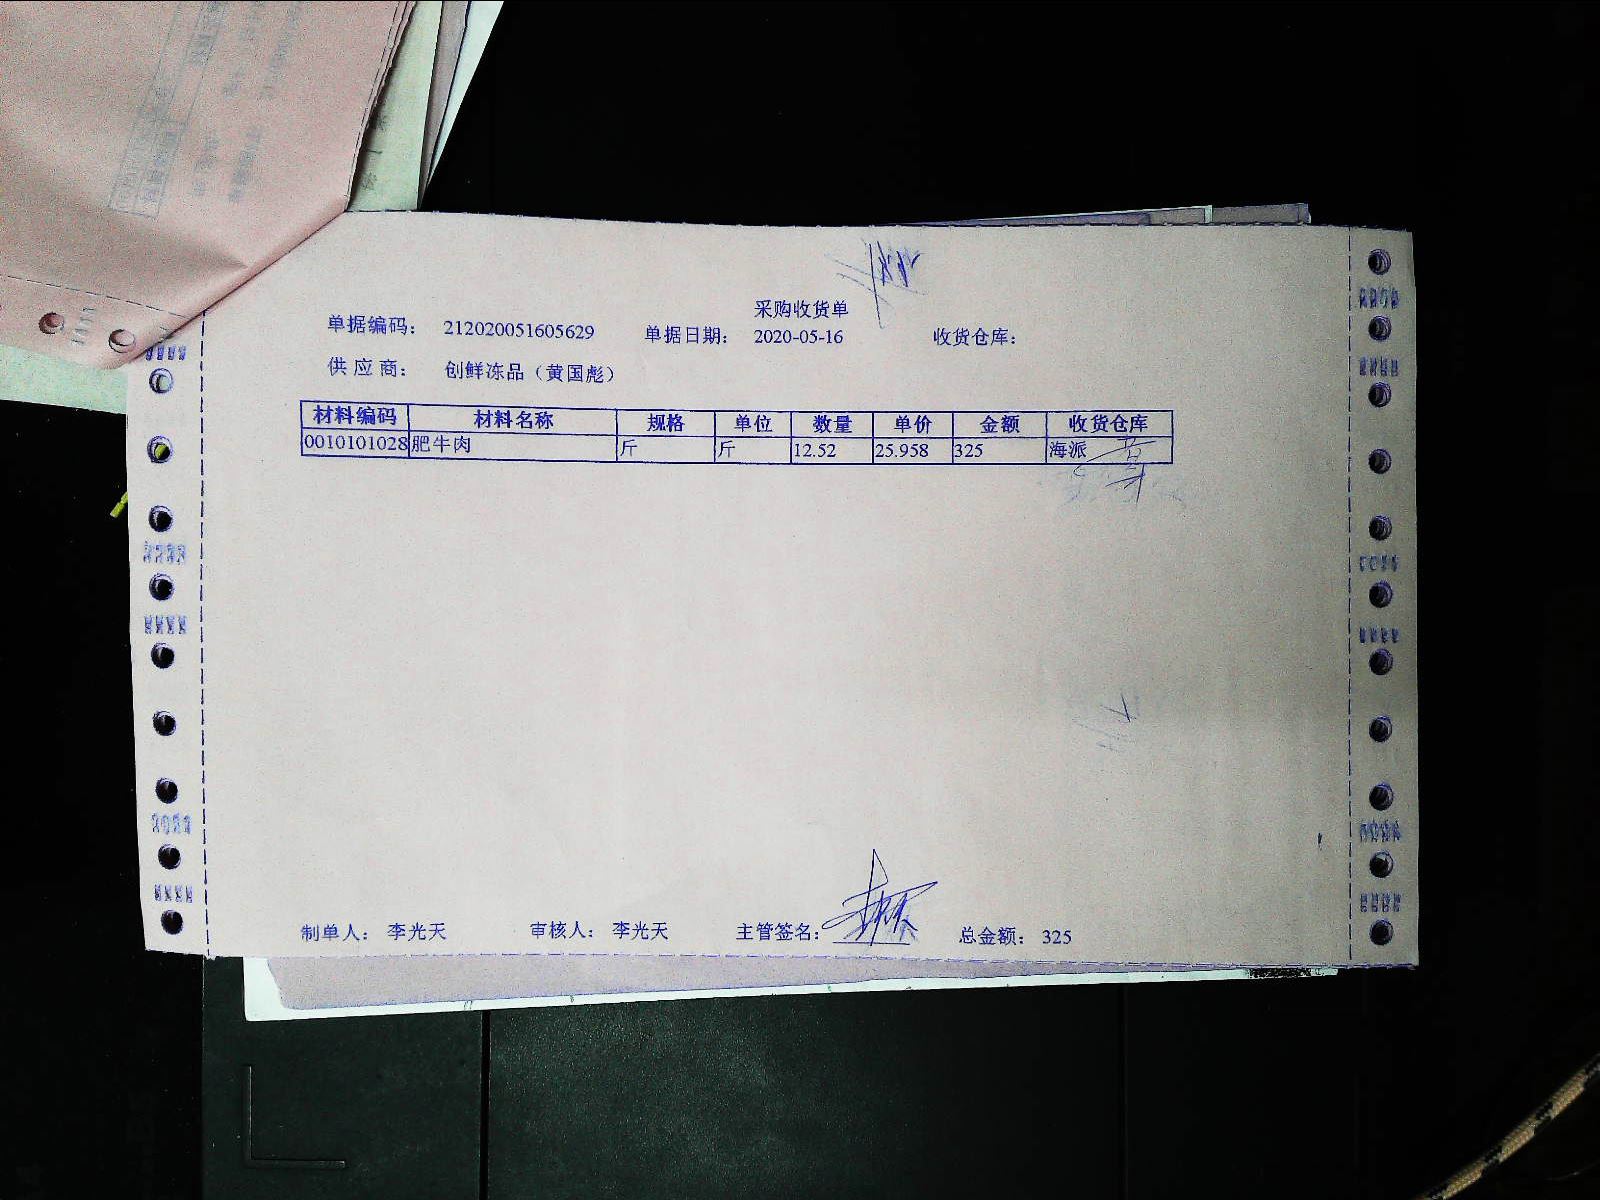 采购收货单
单据编码： 212020051605629 单据日期： 2020-05-16 收货仓库：
供应商： 创鲜冻品（黄国彪）
材料编码 材料名称 规格 单位 数量 单价 金额 收货仓库
0010101028 肥牛肉 斤 斤 12.52 25.958 325 海派
制单人： 李光天 审核人： 李光天 主管签名： 总金额： 325